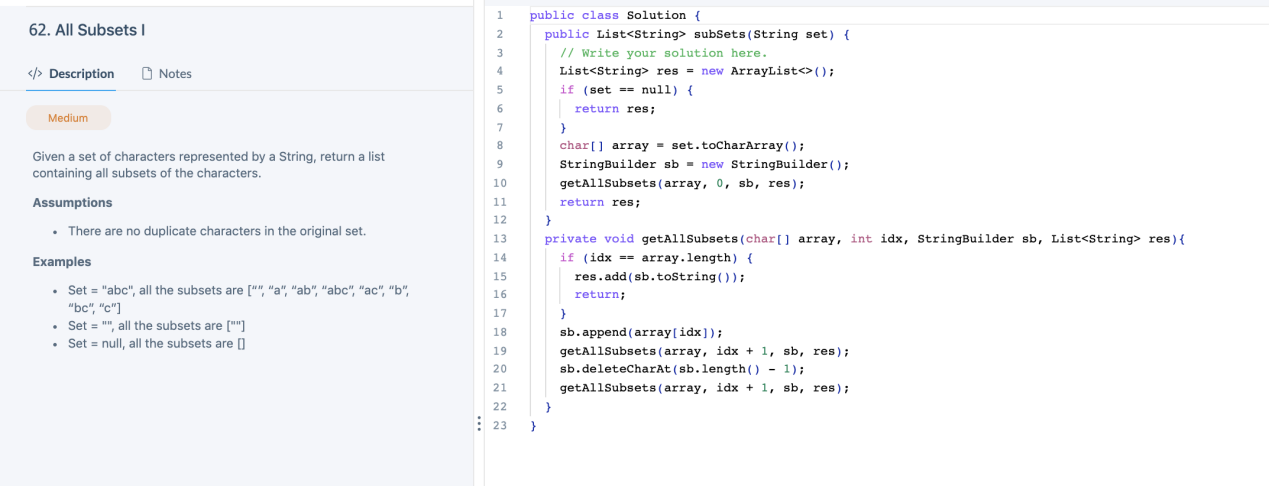 62. All Subsets I
</> Description
Notes
Medium
Given a set of characters represented by a String, return a list
containing all subsets of the characters.
Assumptions
• There are no duplicate characters in the original set.
Examples
• Set = "abc", all the subsets are [“”, “a”, “ab”, “abc”, “ac”, “b”,
“bc”, “c”]
• Set = "", all the subsets are [""]
• Set = null, all the subsets are []
1 public class Solution {
2 public List<String> subSets(String set) {
3 // Write your solution here.
4 List<String> res = new ArrayList<>();
5 if (set == null) {
6 return res;
7 }
8 char[] array = set.toCharArray();
9 StringBuilder sb = new StringBuilder();
10 getAllSubsets(array, 0, sb, res);
11 return res;
12 }
13 private void getAllSubsets(char[] array, int idx, StringBuilder sb, List<String> res){
14 if (idx == array.length) {
15 res.add(sb.toString());
16 return;
17 }
18 sb.append(array[idx]);
19 getAllSubsets(array, idx + 1, sb, res);
20 sb.deleteCharAt(sb.length() - 1);
21 getAllSubsets(array, idx + 1, sb, res);
22 }
23 }